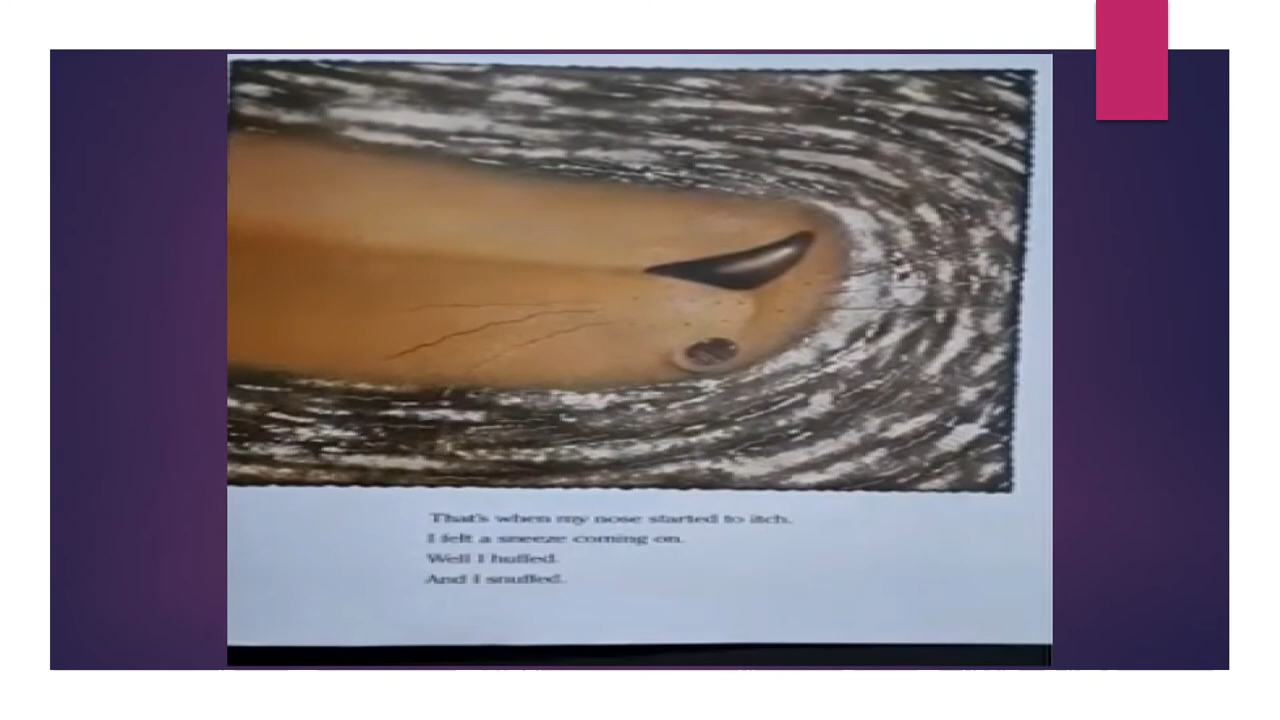 That's when my nose started to itch.
I felt a sneeze coming on.
Well I huffed.
And I snuffed.